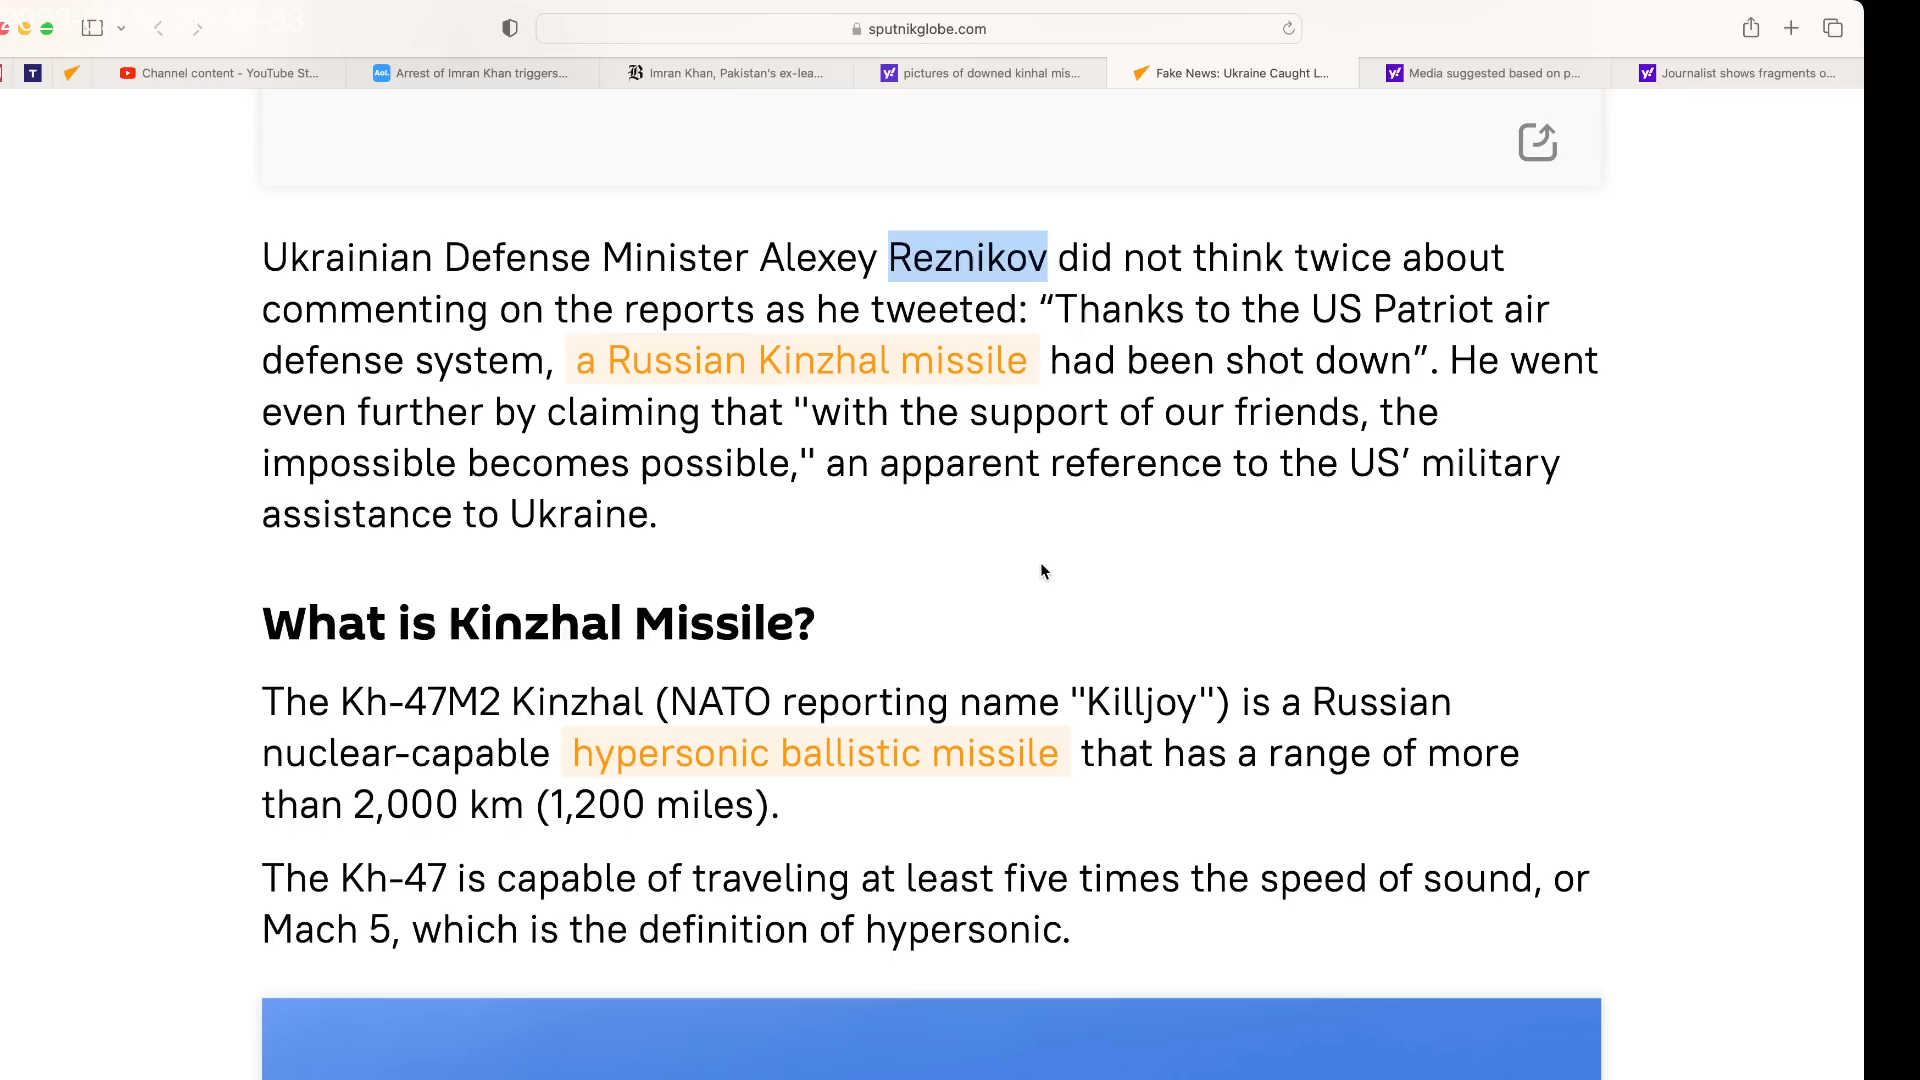 sputnikglobe.com
T
Channel content - YouTube St...
Aol.
Arrest of Imran Khan triggers...
B
Imran Khan, Pakistan's ex-lea...
y!
pictures of downed kinhal mis...
Fake News: Ukraine Caught L...
y!
Media suggested based on p...
y!
Journalist shows fragments o...
Ukrainian Defense Minister Alexey Reznikov did not think twice about
commenting on the reports as he tweeted: “Thanks to the US Patriot air
defense system, a Russian Kinzhal missile had been shot down”. He went
even further by claiming that "with the support of our friends, the
impossible becomes possible," an apparent reference to the US’ military
assistance to Ukraine.
What is Kinzhal Missile?
The Kh-47M2 Kinzhal (NATO reporting name "Killjoy") is a Russian
nuclear-capable hypersonic ballistic missile that has a range of more
than 2,000 km (1,200 miles).
The Kh-47 is capable of traveling at least five times the speed of sound, or
Mach 5, which is the definition of hypersonic.